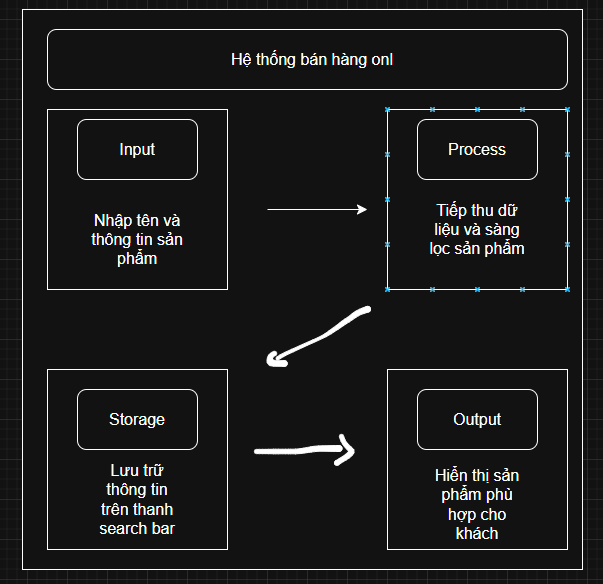 Hệ thống bán hàng onl
Input
Nhập tên và
thông tin sản
phẩm
Process
Tiếp thu dữ
liệu và sàng
lọc sản phẩm
Storage
Lưu trữ
thông tin
trên thanh
search bar
Output
Hiển thị sản
phẩm phù
hợp cho
khách